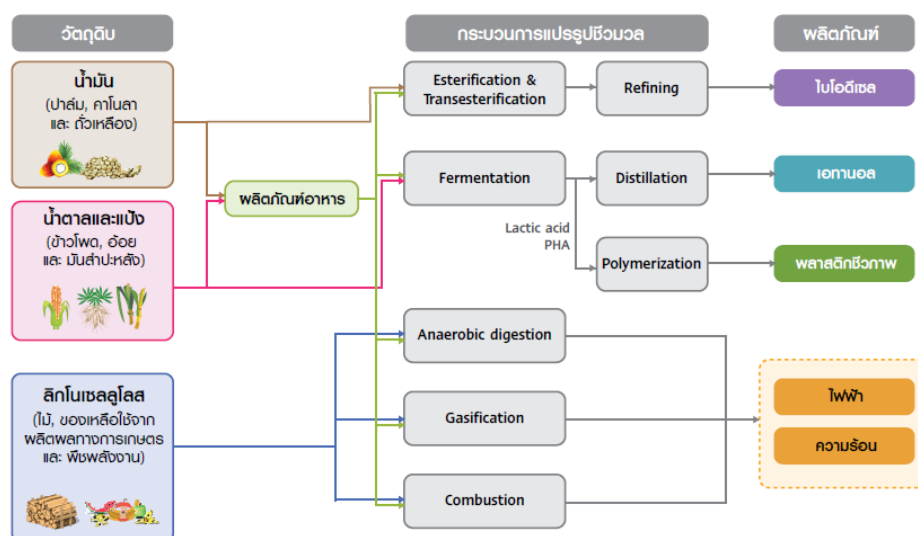 วัตถุดิบ
กระบวนการแปรรูปชีวมวล
ผลิตภัณฑ์
น้ำมัน
(ปาล์ม, คาโนลา
และ ถั่วเหลือง)
น้ำตาลและแป้ง
(ข้าวโพด, อ้อย
และ มันสำปะหลัง)
ลิกโนเซลลูโลส
(ไม้, ของเหลือใช้จาก
ผลิตผลทางการเกษตร
และ พืชพลังงาน)
ผลิตภัณฑ์อาหาร
Esterification &
Transesterification
Refining
ไบโอดีเซล
Fermentation
Distillation
เอทานอล
Lactic acid
PHA
Polymerization
พลาสติกชีวภาพ
Anaerobic digestion
Gasification
Combustion
ไฟฟ้า
ความร้อน